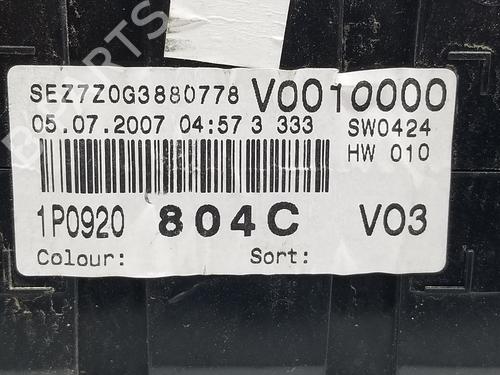 SEZ7Z0G3880778 V0010000
05.07.2007 04:57 3 333 SW0424
HW 010
1P0920 804C V03
Colour: Sort: